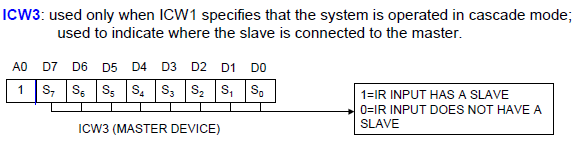 ICW3: used only when ICW1 specifies that the system is operated in cascade mode;
used to indicate where the slave is connected to the master.
A0 D7 D6 D5 D4 D3 D2 D1 D0
1 S₇ S₆ S₅ S₄ S₃ S₂ S₁ S₀
1=IR INPUT HAS A SLAVE
0=IR INPUT DOES NOT HAVE A
SLAVE
ICW3 (MASTER DEVICE)